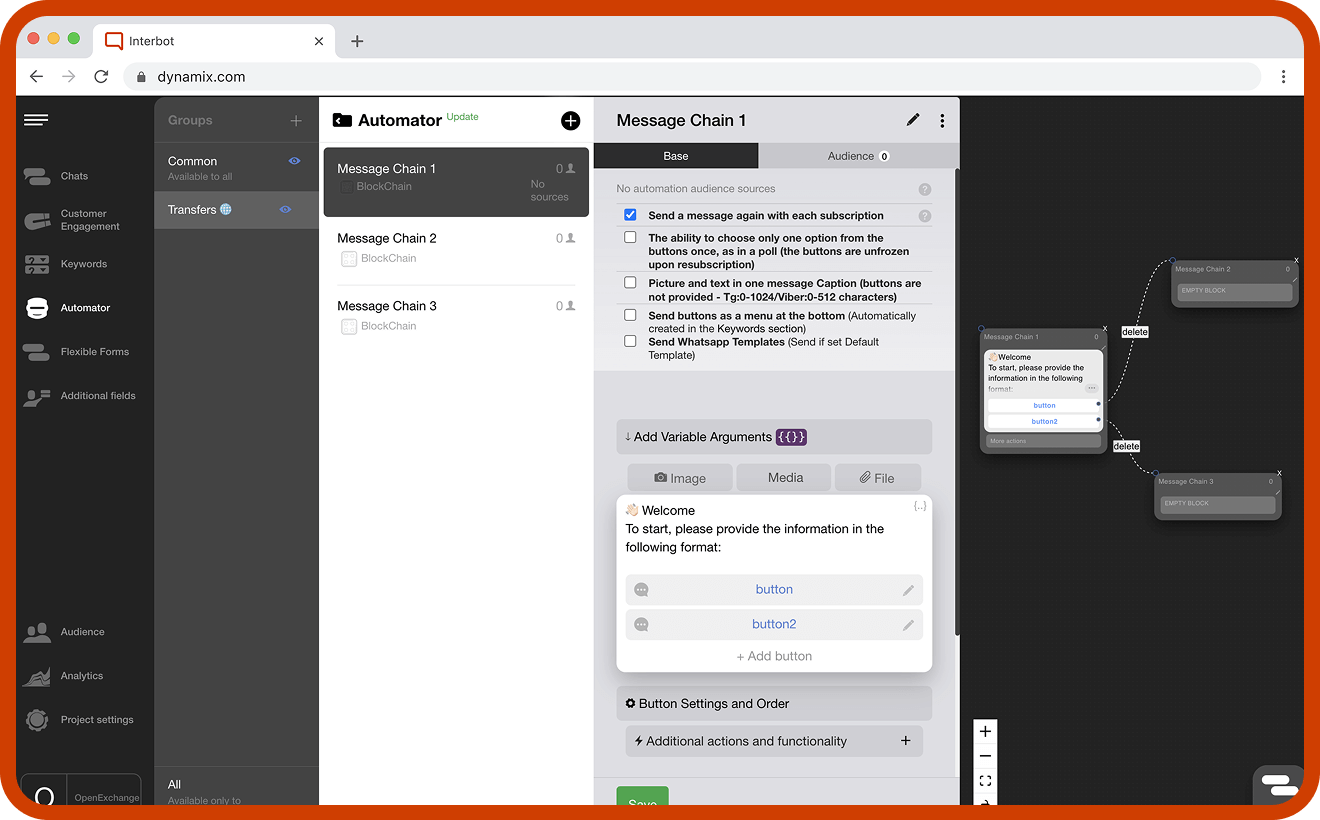 Interbot
dynamix.com
Groups
Common
Available to all
Transfers
Chats
Customer
Engagement
Keywords
Automator
Flexible Forms
Additional fields
Audience
Analytics
Project settings
OpenExchange
All
Available only to
Automator Update
Message Chain 1 0
BlockChain
No
sources
Message Chain 2 0
BlockChain
Message Chain 3 0
BlockChain
Message Chain 1
Base
Audience 0
No automation audience sources ?
Send a message again with each subscription ?
The ability to choose only one option from the
buttons once, as in a poll (the buttons are unfrozen
upon resubscription)
Picture and text in one message Caption (buttons are
not provided - Tg:0-1024/Viber:0-512 characters)
Send buttons as a menu at the bottom (Automatically
created in the Keywords section)
Send Whatsapp Templates (Send if set Default
Template)
↓ Add Variable Arguments {{}}
Image
Media
File
👋🏻 Welcome {..}
To start, please provide the information in the
following format:
button
button2
+ Add button
Button Settings and Order
Additional actions and functionality +
Save
Message Chain 2 0
EMPTY BLOCK
delete
Message Chain 1 0
👋🏻Welcome
To start, please provide the
information in the following
format:
button
button2
More actions
delete
Message Chain 3 0
EMPTY BLOCK